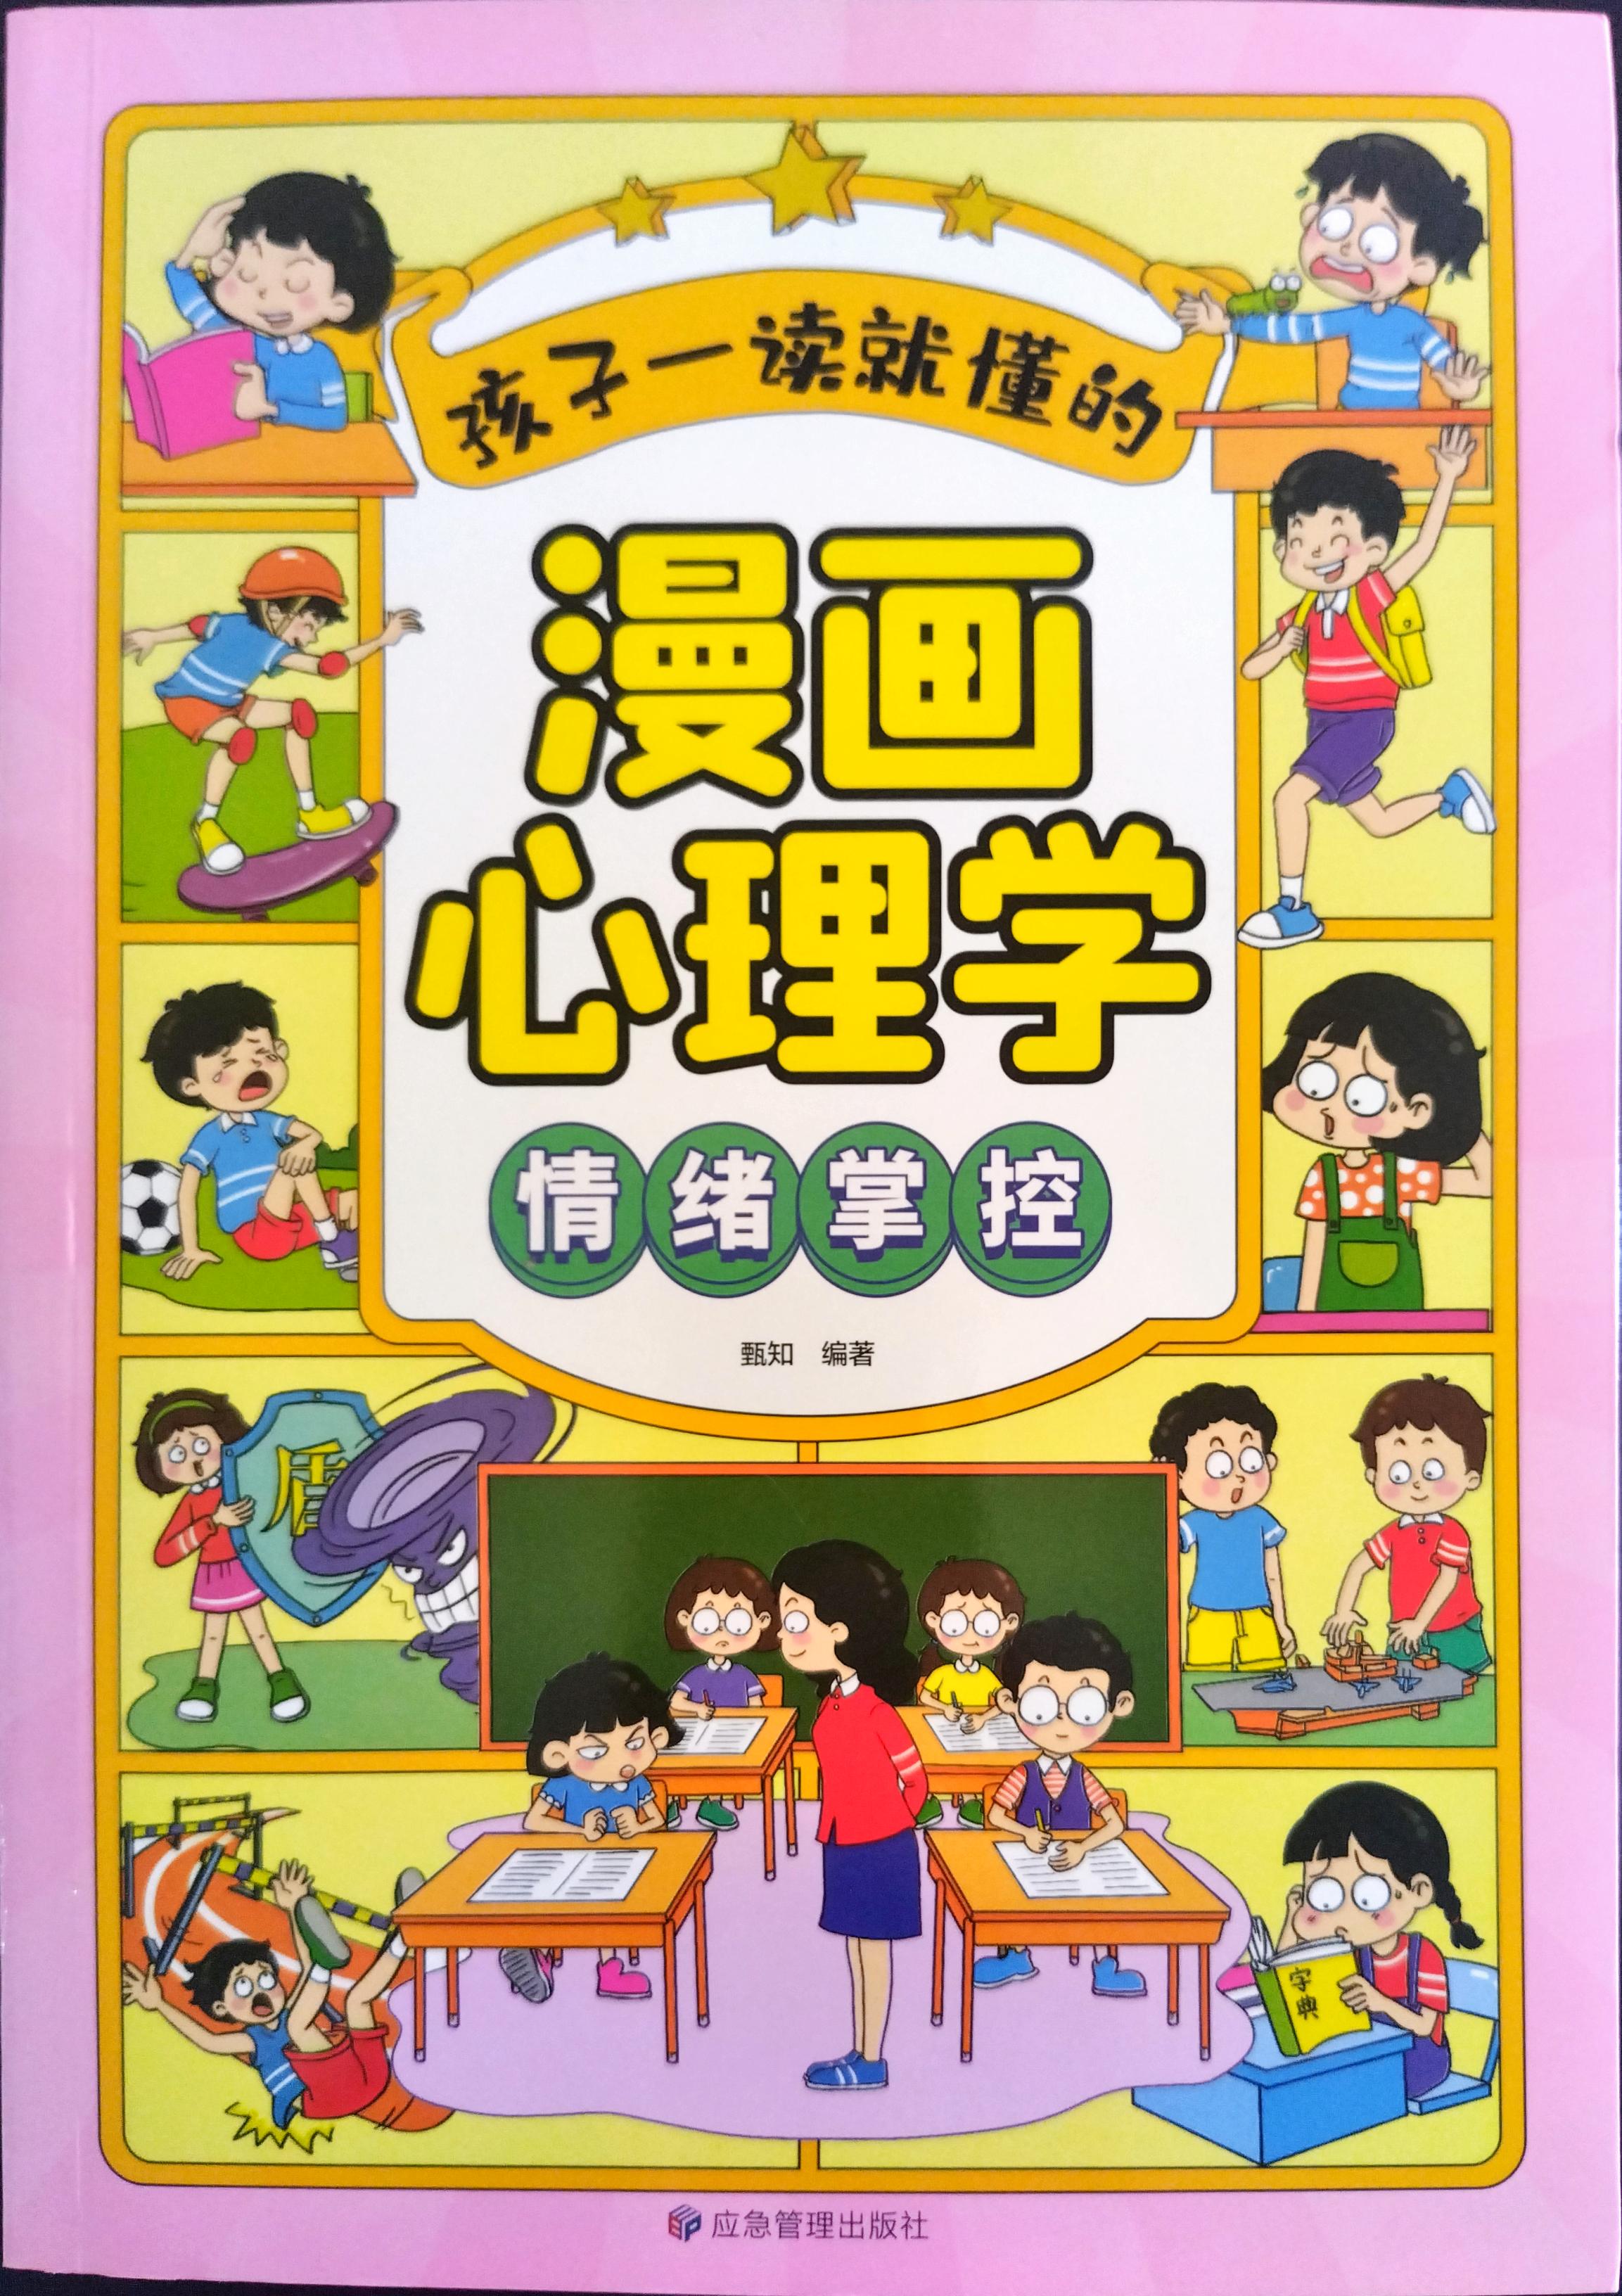 孩子一读就懂的
漫画
心理学
情绪掌控
甄知 编著
盾
字典
应急管理出版社